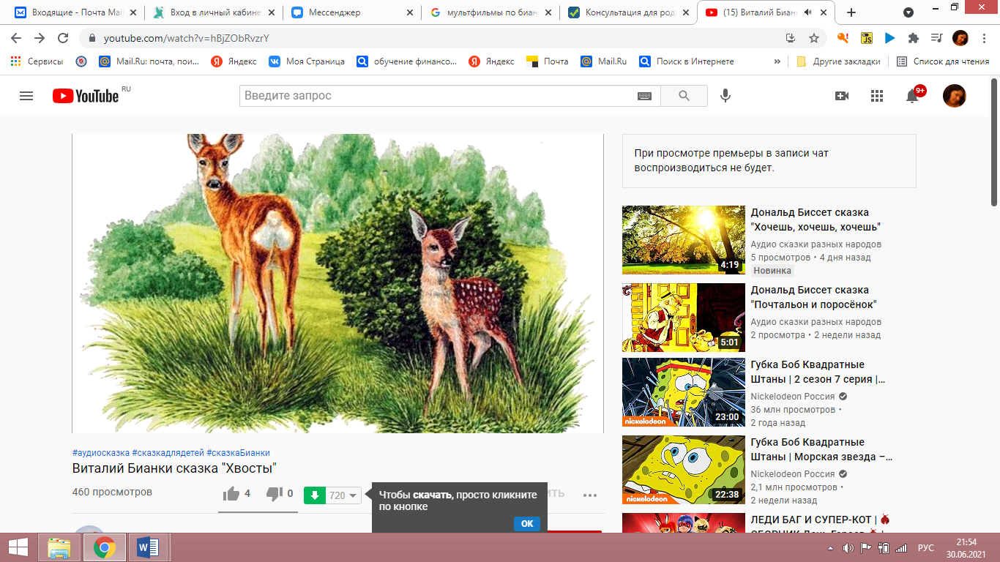 Входящие - Почта Mai
Вход в личный кабине
Мессенджер
мультфильмы по биан
Консультация для род
(15) Виталий Биан
youtube.com/watch?v=hBjZObRvzrY
Сервисы
Mail.Ru: почта, пои...
Яндекс
Моя Страница
обучение финансо...
Яндекс
Почта
Mail.Ru
Поиск в Интернете
»
Другие закладки
Список для чтения
YouTube RU
Введите запрос
9+
При просмотре премьеры в записи чат
воспроизводиться не будет.
Дональд Биссет сказка
"Хочешь, хочешь, хочешь"
Аудио сказки разных народов
5 просмотров • 4 дня назад
Новинка
4:19
Дональд Биссет сказка
"Почтальон и поросёнок"
Аудио сказки разных народов
2 просмотра • 2 недели назад
5:01
Губка Боб Квадратные
Штаны | 2 сезон 7 серия |...
Nickelodeon Россия
36 млн просмотров •
2 года назад
nickelodeon
23:00
Губка Боб Квадратные
Штаны | Морская звезда –...
Nickelodeon Россия
2,1 млн просмотров •
2 недели назад
nickelodeon
22:38
ЛЕДИ БАГ И СУПЕР-КОТ |
#аудиосказка #сказкадлядетей #сказкаБианки
Виталий Бианки сказка "Хвосты"
460 просмотров
4
0
720
Чтобы скачать, просто кликните
по кнопке
ОК
РУС
21:54
30.06.2021